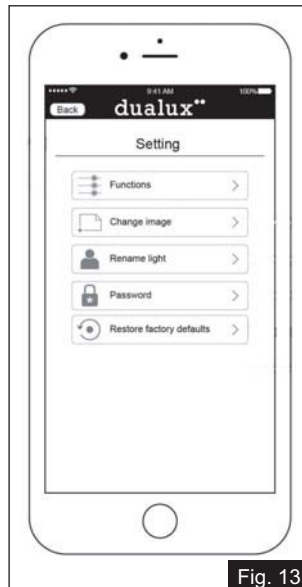 9:41 AM
100%
Back
dualux
Setting
Functions
Change image
Rename light
Password
Restore factory defaults
Fig. 13